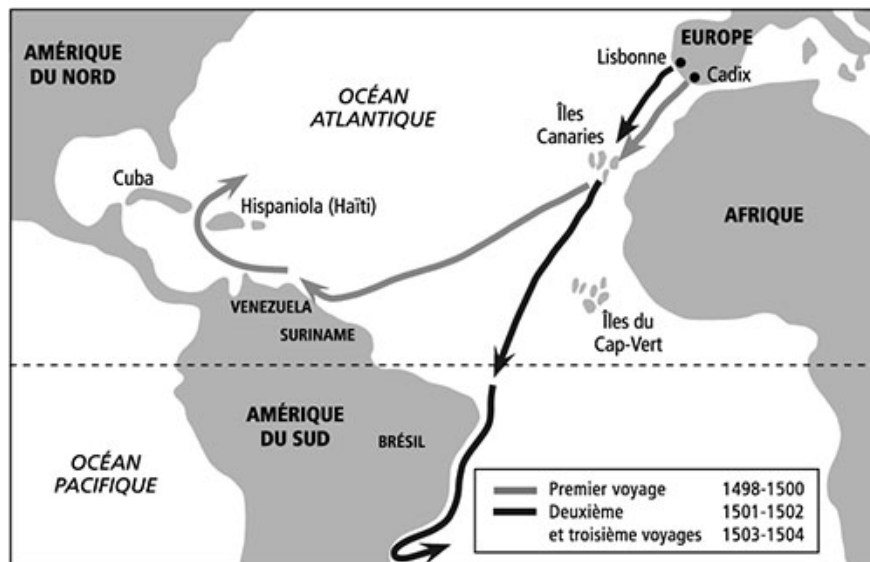 AMÉRIQUE
DU NORD
OCÉAN
ATLANTIQUE
EUROPE
Lisbonne
Cadix
Îles
Canaries
Cuba
Hispaniola (Haïti)
AFRIQUE
VENEZUELA
SURINAME
Îles du
Cap-Vert
AMÉRIQUE
DU SUD
BRÉSIL
OCÉAN
PACIFIQUE
Premier voyage 1498-1500
Deuxième 1501-1502
et troisième voyages 1503-1504